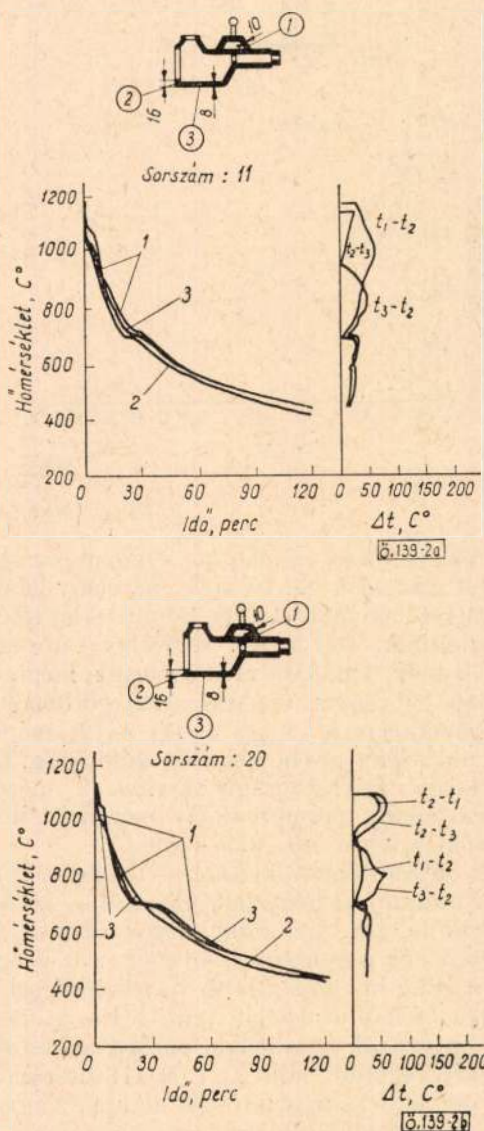 10
1
2
16
8
3
Sorszám : 11
1200
1000
800
600
400
200
Hőmérséklet, C°
1
3
2
0 30 60 90 120
Idő, perc
t₁-t₂
t₂-t₃
t₃-t₂
0 50 100 150 200
Δt, C°
Ö.139-2a
10
1
2
16
8
3
Sorszám : 20
1200
1000
800
600
400
200
Hőmérséklet, C°
1
3
3
2
0 30 60 90 120
Idő, perc
t₂-t₁
t₂-t₃
t₁-t₂
t₃-t₂
0 50 100 150 200
Δt, C°
Ö.139-2b